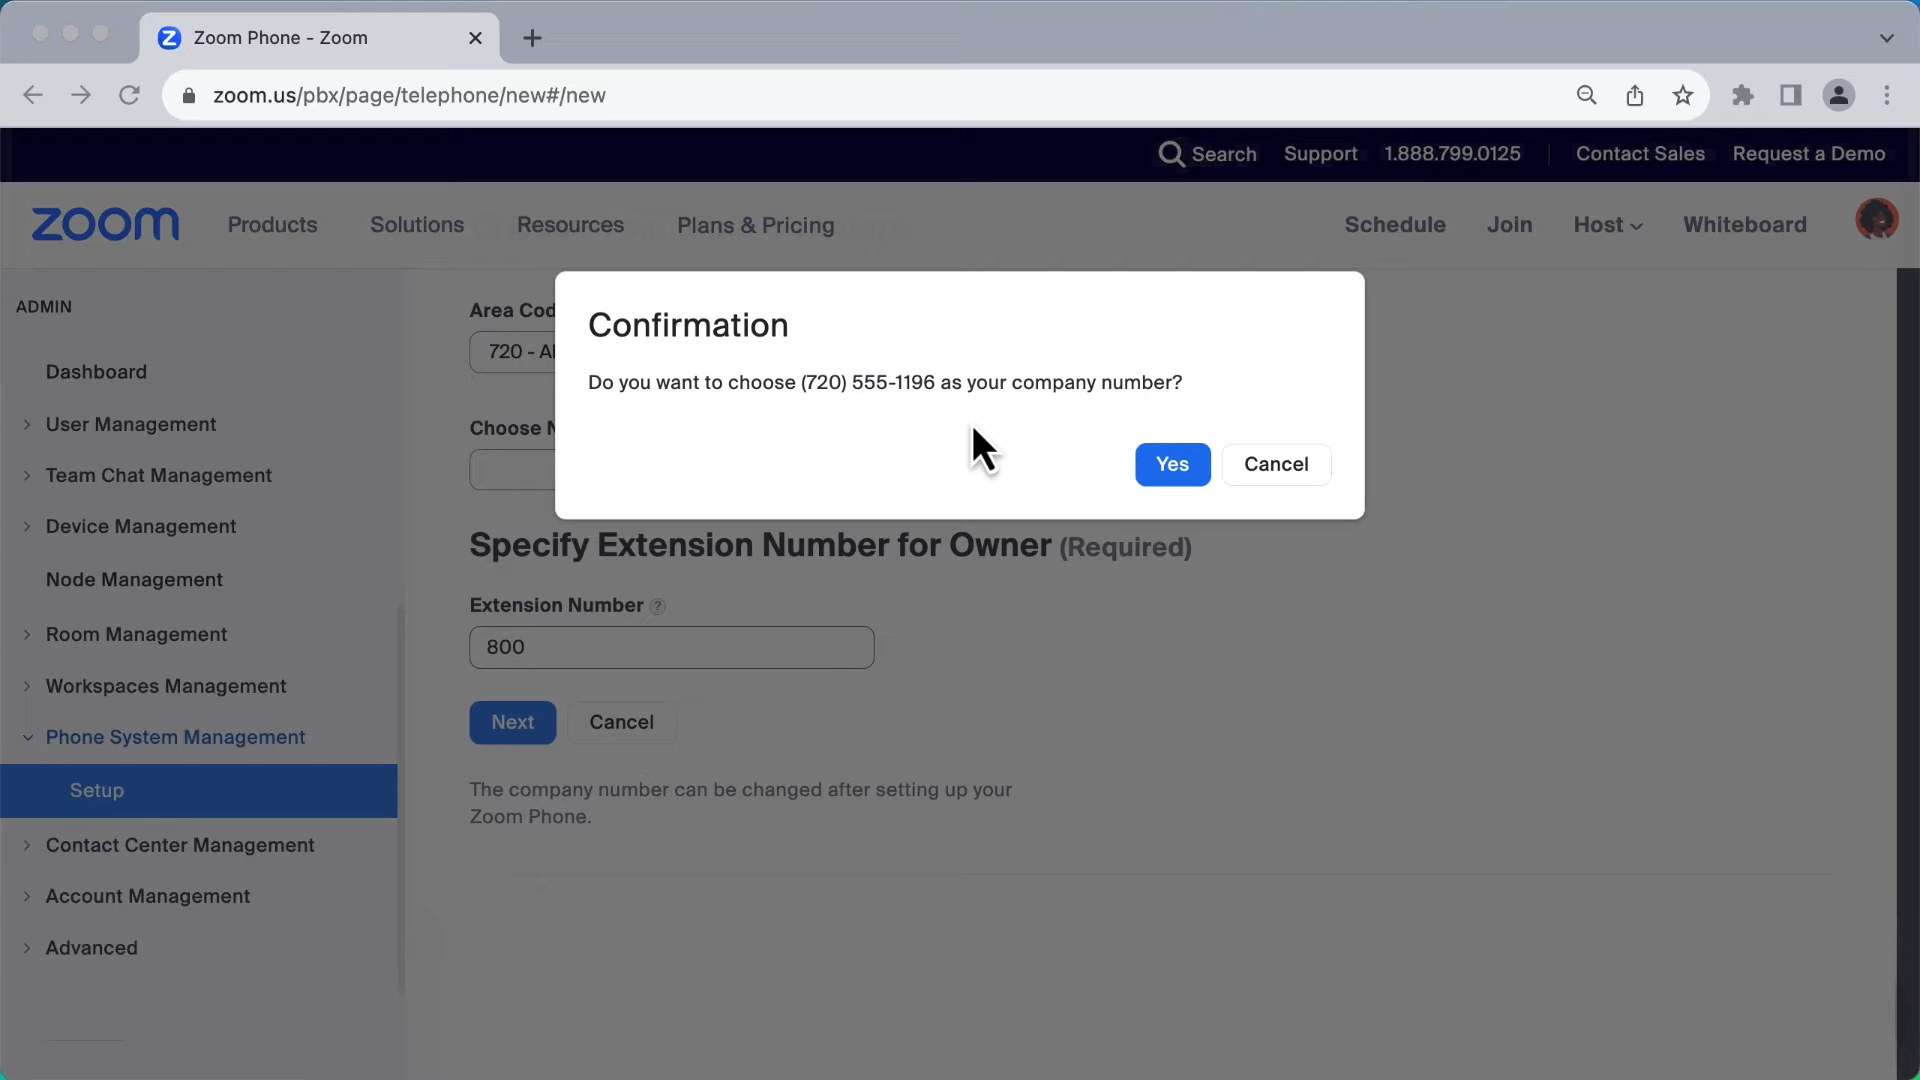 Zoom Phone - Zoom
zoom.us/pbx/page/telephone/new#/new
Search
Support
1.888.799.0125
Contact Sales
Request a Demo
zoom
Products
Solutions
Resources
Plans & Pricing
Schedule
Join
Host
Whiteboard
ADMIN
Dashboard
User Management
Team Chat Management
Device Management
Node Management
Room Management
Workspaces Management
Phone System Management
Setup
Contact Center Management
Account Management
Advanced
Area Cod
720 - Al
Choose N
Confirmation
Do you want to choose (720) 555-1196 as your company number?
Yes
Cancel
Specify Extension Number for Owner (Required)
Extension Number ?
800
Next
Cancel
The company number can be changed after setting up your
Zoom Phone.